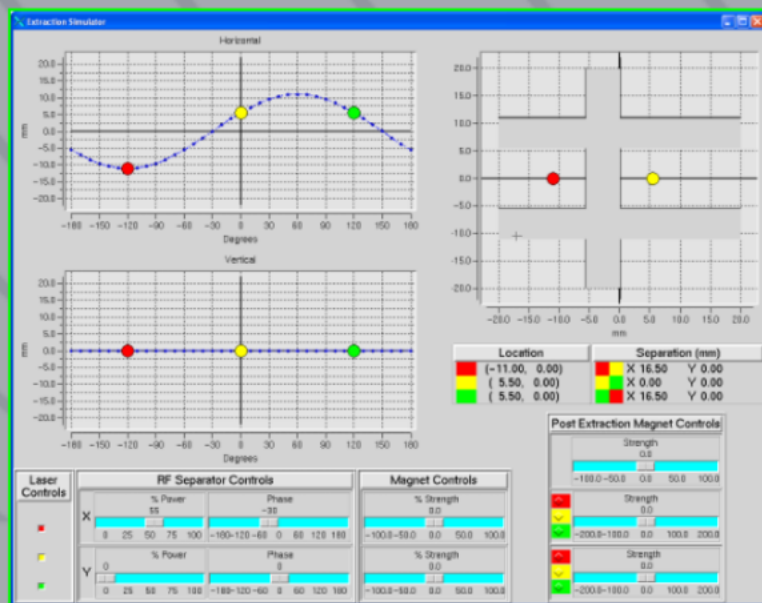 Extraction Simulator
Horizontal
20.0
15.0
10.0
5.0
0.0
-5.0
-10.0
-15.0
-20.0
mm
-180 -150 -120 -90 -60 -30 0 30 60 90 120 150 180
Degrees
Vertical
20.0
15.0
10.0
5.0
0.0
-5.0
-10.0
-15.0
-20.0
mm
-180 -150 -120 -90 -60 -30 0 30 60 90 120 150 180
Degrees
20.0
15.0
10.0
5.0
0.0
-5.0
-10.0
-15.0
-20.0
mm
-20.0 -15.0 -10.0 -5.0 0.0 5.0 10.0 15.0 20.0
mm
Location Separation (mm)
(-11.00, 0.00) X 16.50 Y 0.00
( 5.50, 0.00) X 0.00 Y 0.00
( 5.50, 0.00) X 16.50 Y 0.00
Laser Controls
RF Separator Controls
% Power Phase
55 -30
X
0 25 50 75 100 -180-120-60 0 60 120 180
% Power Phase
0 0
Y
0 25 50 75 100 -180-120-60 0 60 120 180
Magnet Controls
% Strength
0.0
-100.0-50.0 0.0 50.0 100.0
% Strength
0.0
-100.0-50.0 0.0 50.0 100.0
Post Extraction Magnet Controls
Strength
0.0
-100.0-50.0 0.0 50.0 100.0
Strength
0.0
-200.0-100.0 0.0 100.0 200.0
Strength
0.0
-200.0-100.0 0.0 100.0 200.0